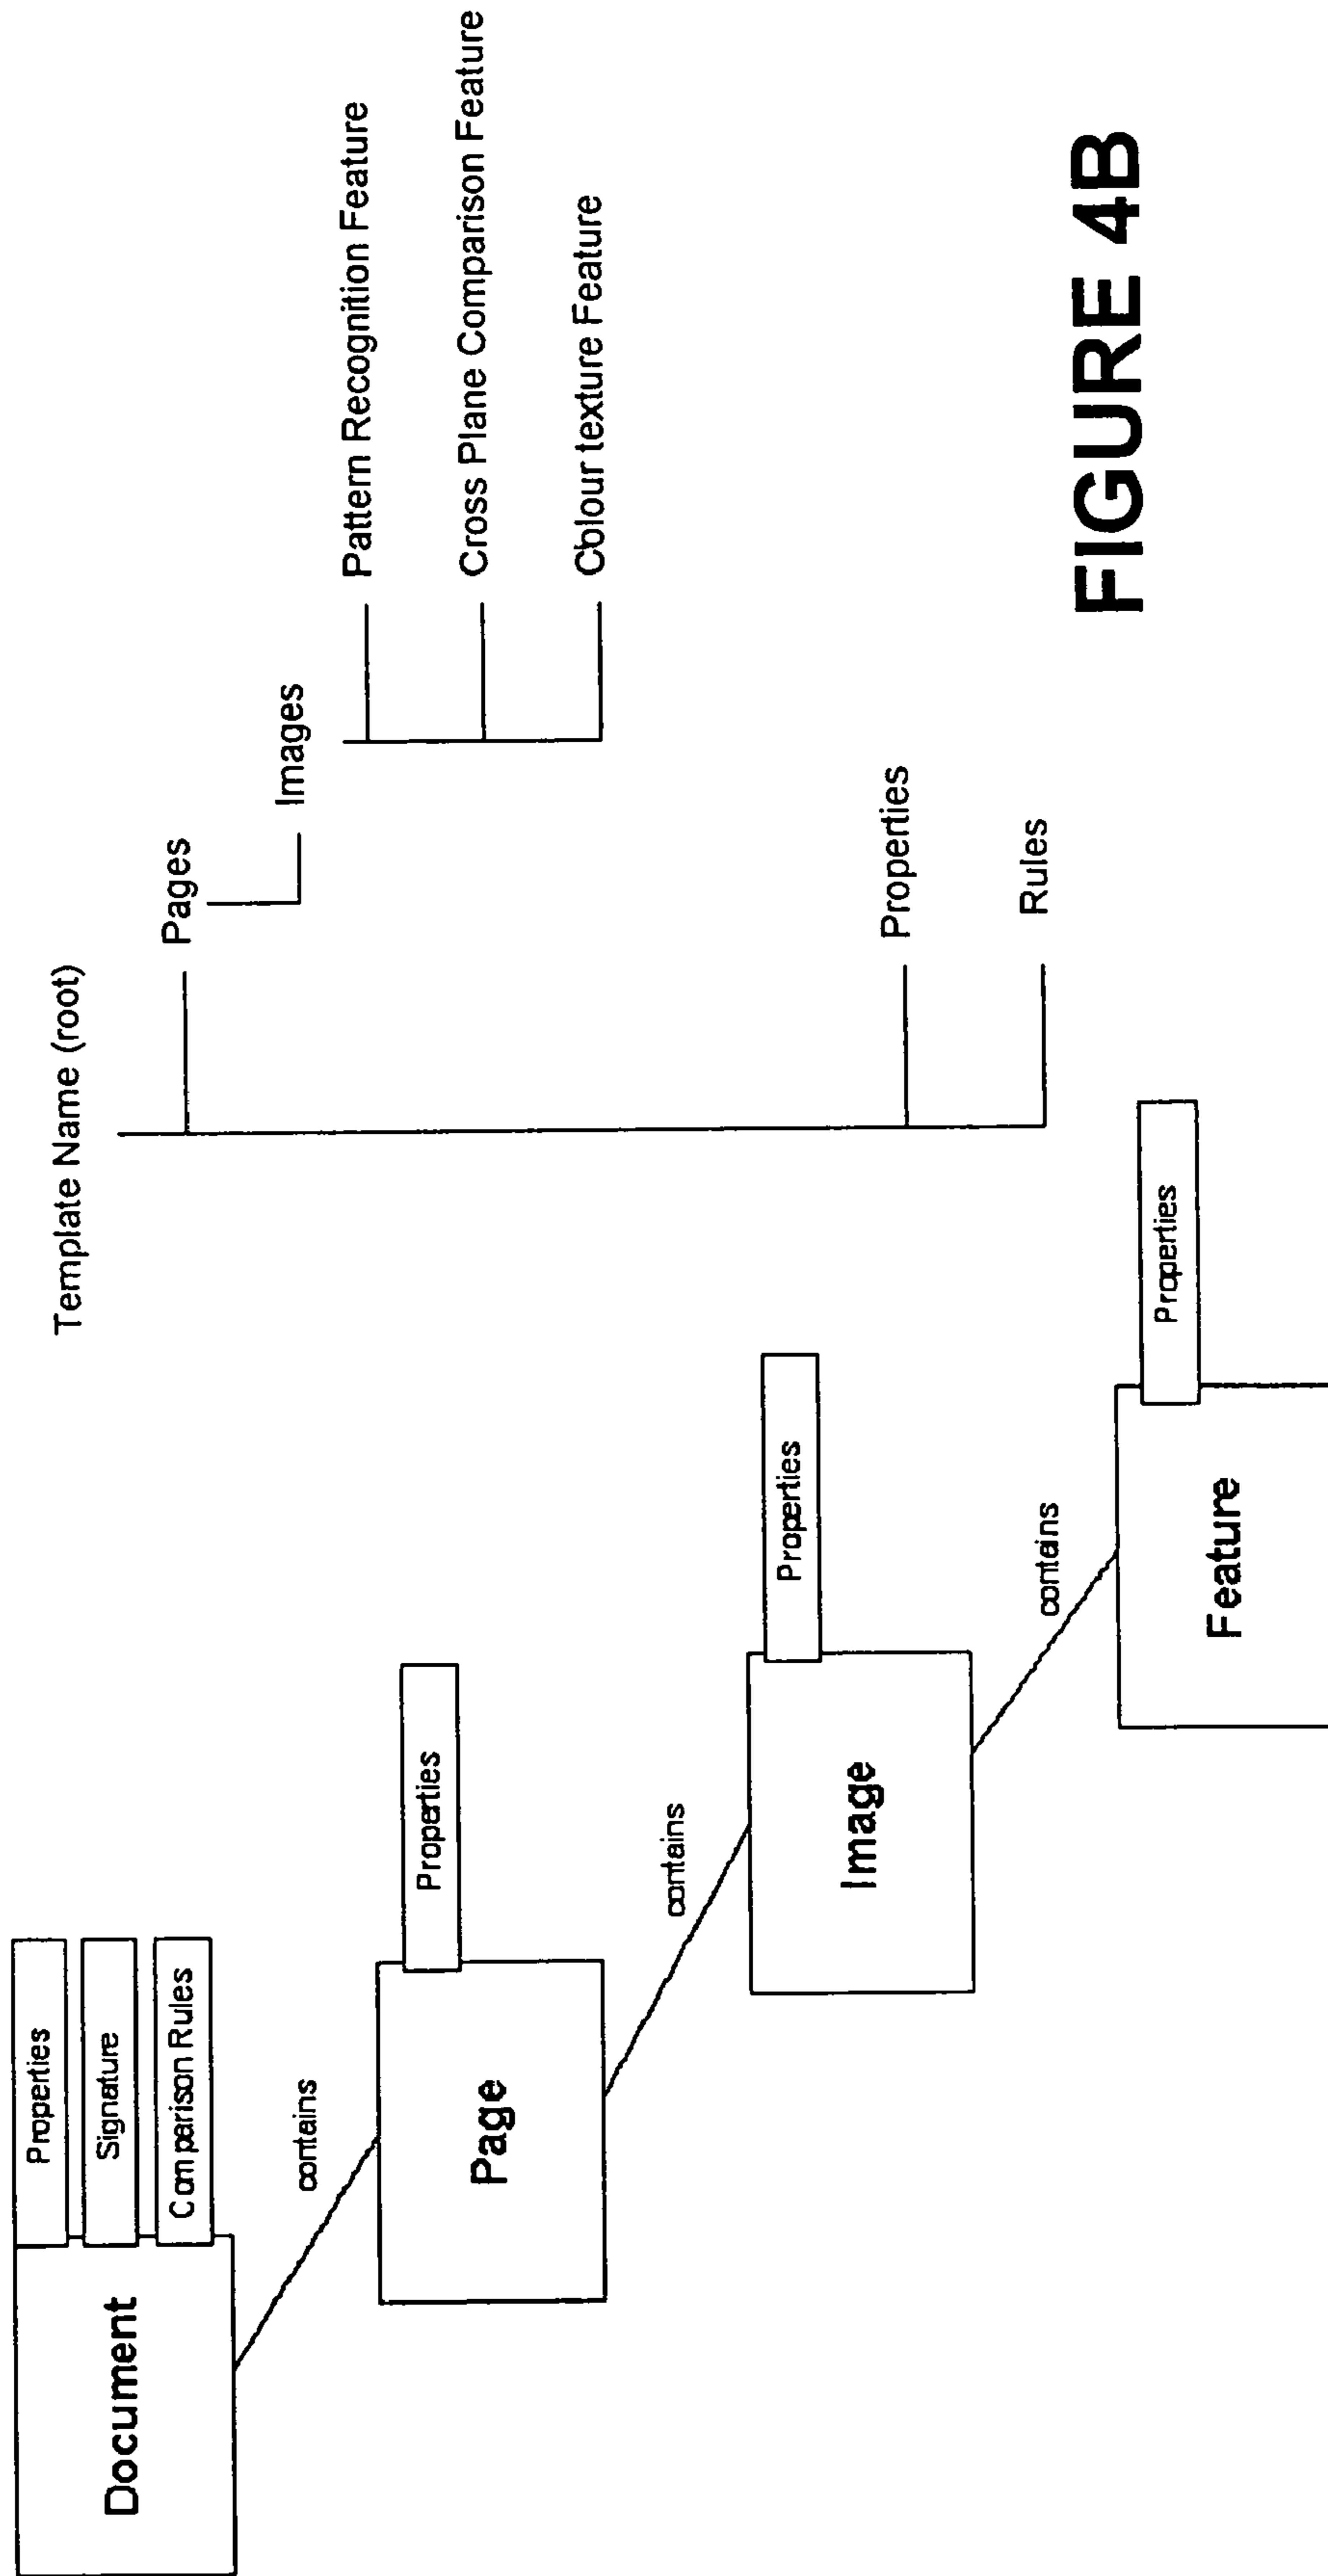 Document
Properties
Signature
Comparison Rules
contains
Page
Properties
contains
Image
Properties
contains
Feature
Properties
Template Name (root)
Pages
Images
Pattern Recognition Feature
Cross Plane Comparison Feature
Colour texture Feature
Properties
Rules
FIGURE 4B